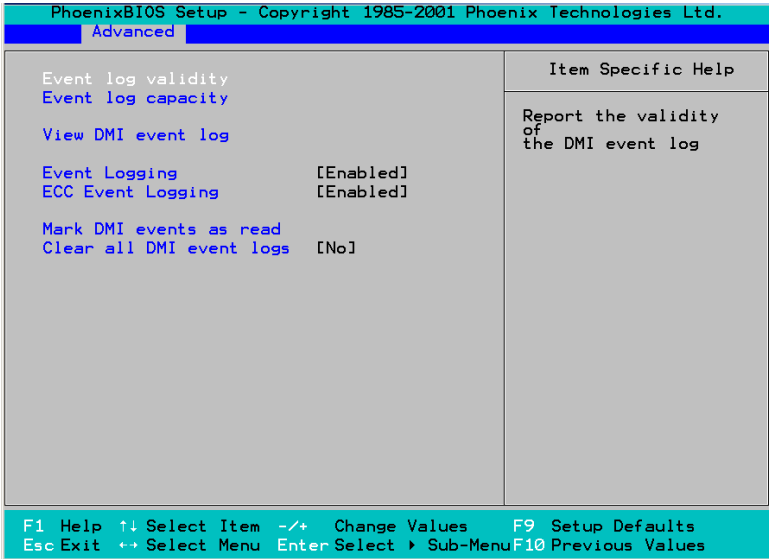 PhoenixBIOS Setup - Copyright 1985-2001 Phoenix Technologies Ltd.
Advanced
Event log validity
Event log capacity
View DMI event log
Event Logging [Enabled]
ECC Event Logging [Enabled]
Mark DMI events as read
Clear all DMI event logs [No]
Item Specific Help
Report the validity
of
the DMI event log
F1 Help ↑↓ Select Item -/+ Change Values F9 Setup Defaults
Esc Exit ↔ Select Menu Enter Select ▸ Sub-Menu F10 Previous Values